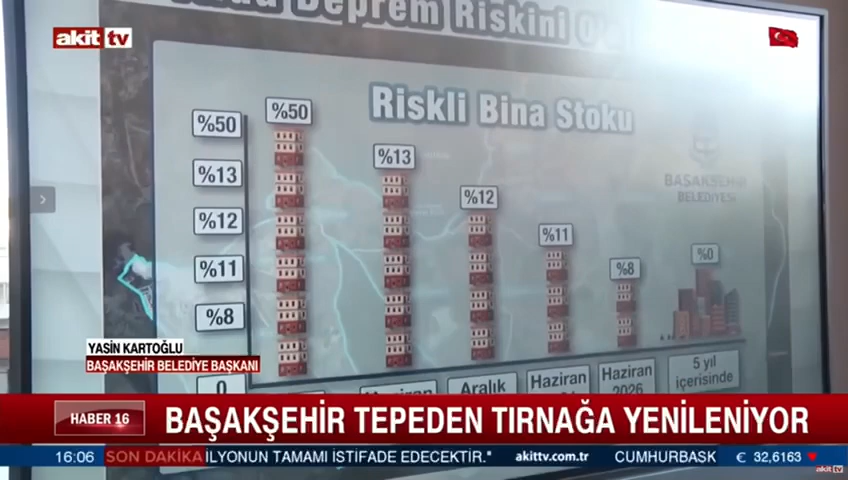 akit tv
Deprem Riskini
Riskli Bina Stoku
%50
%50
%13
%13
%12
%12
%11
%11
%8
%8
%0
0
BAŞAKŞEHİR
BELEDİYESİ
Haziran
Aralık
Haziran
Haziran
2026
5 yıl
içerisinde
YASİN KARTOĞLU
BAŞAKŞEHİR BELEDİYE BAŞKANI
HABER 16
BAŞAKŞEHİR TEPEDEN TIRNAĞA YENİLENİYOR
16:06 SON DAKİKA İLYONUN TAMAMI İSTİFADE EDECEKTİR." akittv.com.tr CUMHURBAŞK € 32,6163
akit tv